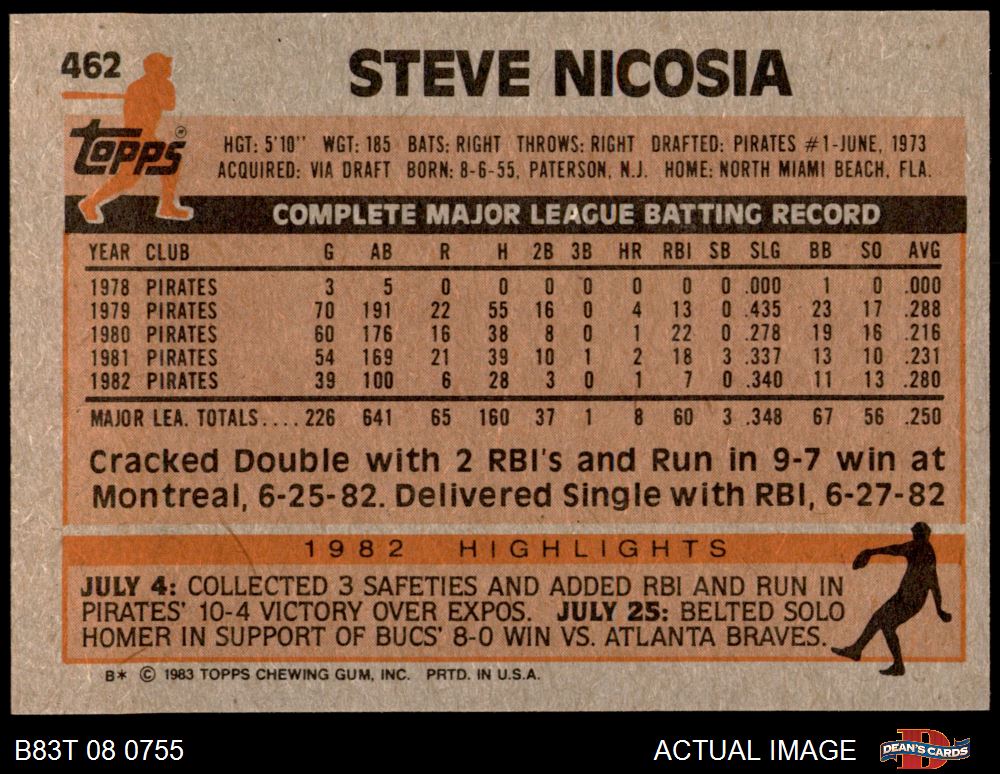 462
STEVE NICOSIA
Topps
HGT: 5'10" WGT: 185 BATS: RIGHT THROWS: RIGHT DRAFTED: PIRATES #1-JUNE, 1973
ACQUIRED: VIA DRAFT BORN: 8-6-55, PATERSON, N.J. HOME: NORTH MIAMI BEACH, FLA.
COMPLETE MAJOR LEAGUE BATTING RECORD
YEAR CLUB G AB R H 2B 3B HR RBI SB SLG BB SO AVG
1978 PIRATES 3 5 0 0 0 0 0 0 0 .000 1 0 .000
1979 PIRATES 70 191 22 55 16 0 4 13 0 .435 23 17 .288
1980 PIRATES 60 176 16 38 8 0 1 22 0 .278 19 16 .216
1981 PIRATES 54 169 21 39 10 1 2 18 3 .337 13 10 .231
1982 PIRATES 39 100 6 28 3 0 1 7 0 .340 11 13 .280
MAJOR LEA. TOTALS.... 226 641 65 160 37 1 8 60 3 .348 67 56 .250
Cracked Double with 2 RBI's and Run in 9-7 win at
Montreal, 6-25-82. Delivered Single with RBI, 6-27-82
1982 HIGHLIGHTS
JULY 4: COLLECTED 3 SAFETIES AND ADDED RBI AND RUN IN
PIRATES' 10-4 VICTORY OVER EXPOS. JULY 25: BELTED SOLO
HOMER IN SUPPORT OF BUCS' 8-0 WIN VS. ATLANTA BRAVES.
B* © 1983 TOPPS CHEWING GUM, INC. PRTD. IN U.S.A.
B83T 08 0755
ACTUAL IMAGE
DEAN'S CARDS